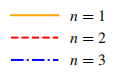 n = 1
n = 2
n = 3